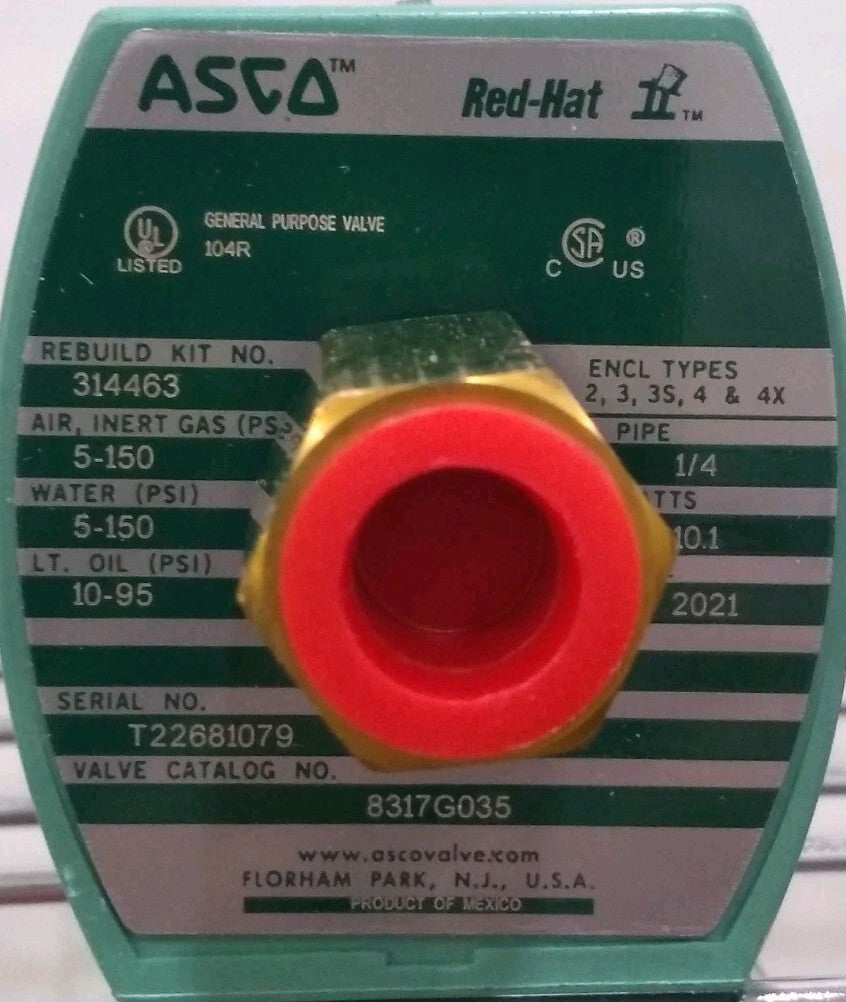 ASCO™
Red-Hat II™
UL
LISTED
GENERAL PURPOSE VALVE
104R
C SA US ®
REBUILD KIT NO.
314463
ENCL TYPES
2, 3, 3S, 4 & 4X
AIR, INERT GAS (PS
5-150
PIPE
1/4
WATER (PSI)
5-150
TTS
10.1
LT. OIL (PSI)
10-95
2021
SERIAL NO.
T22681079
VALVE CATALOG NO.
8317G035
www.ascovalve.com
FLORHAM PARK, N.J., U.S.A.
PRODUCT OF MEXICO